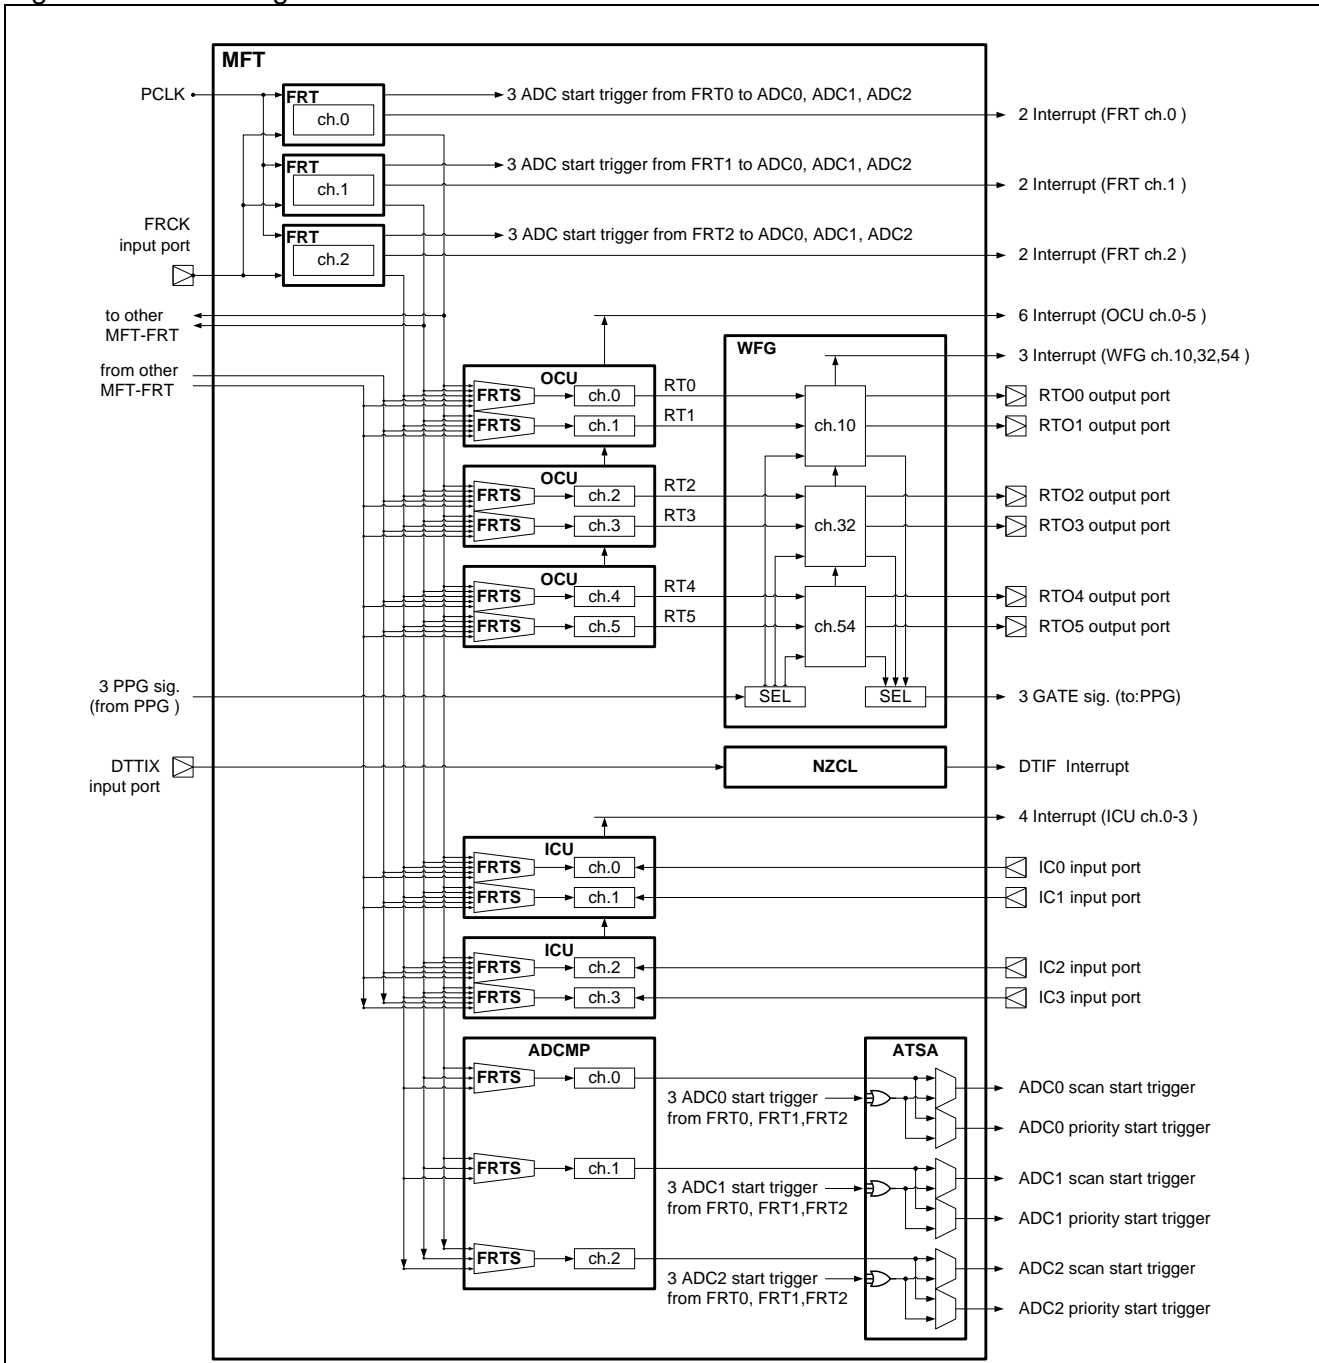 MFT
PCLK
FRT
ch.0
3 ADC start trigger from FRT0 to ADC0, ADC1, ADC2
2 Interrupt (FRT ch.0 )
FRT
ch.1
3 ADC start trigger from FRT1 to ADC0, ADC1, ADC2
2 Interrupt (FRT ch.1 )
FRCK
input port
FRT
ch.2
3 ADC start trigger from FRT2 to ADC0, ADC1, ADC2
2 Interrupt (FRT ch.2 )
to other
MFT-FRT
6 Interrupt (OCU ch.0-5 )
WFG
3 Interrupt (WFG ch.10,32,54 )
from other
MFT-FRT
OCU
FRTS
ch.0
RT0
RTO0 output port
FRTS
ch.1
RT1
ch.10
RTO1 output port
OCU
FRTS
ch.2
RT2
RTO2 output port
FRTS
ch.3
RT3
ch.32
RTO3 output port
OCU
FRTS
ch.4
RT4
RTO4 output port
FRTS
ch.5
RT5
ch.54
RTO5 output port
3 PPG sig.
(from PPG )
SEL
SEL
3 GATE sig. (to:PPG)
DTTIX
input port
NZCL
DTIF Interrupt
4 Interrupt (ICU ch.0-3 )
ICU
FRTS
ch.0
IC0 input port
FRTS
ch.1
IC1 input port
ICU
FRTS
ch.2
IC2 input port
FRTS
ch.3
IC3 input port
ADCMP
ATSA
FRTS
ch.0
3 ADC0 start trigger
from FRT0, FRT1,FRT2
ADC0 scan start trigger
ADC0 priority start trigger
FRTS
ch.1
3 ADC1 start trigger
from FRT0, FRT1,FRT2
ADC1 scan start trigger
ADC1 priority start trigger
FRTS
ch.2
3 ADC2 start trigger
from FRT0, FRT1,FRT2
ADC2 scan start trigger
ADC2 priority start trigger